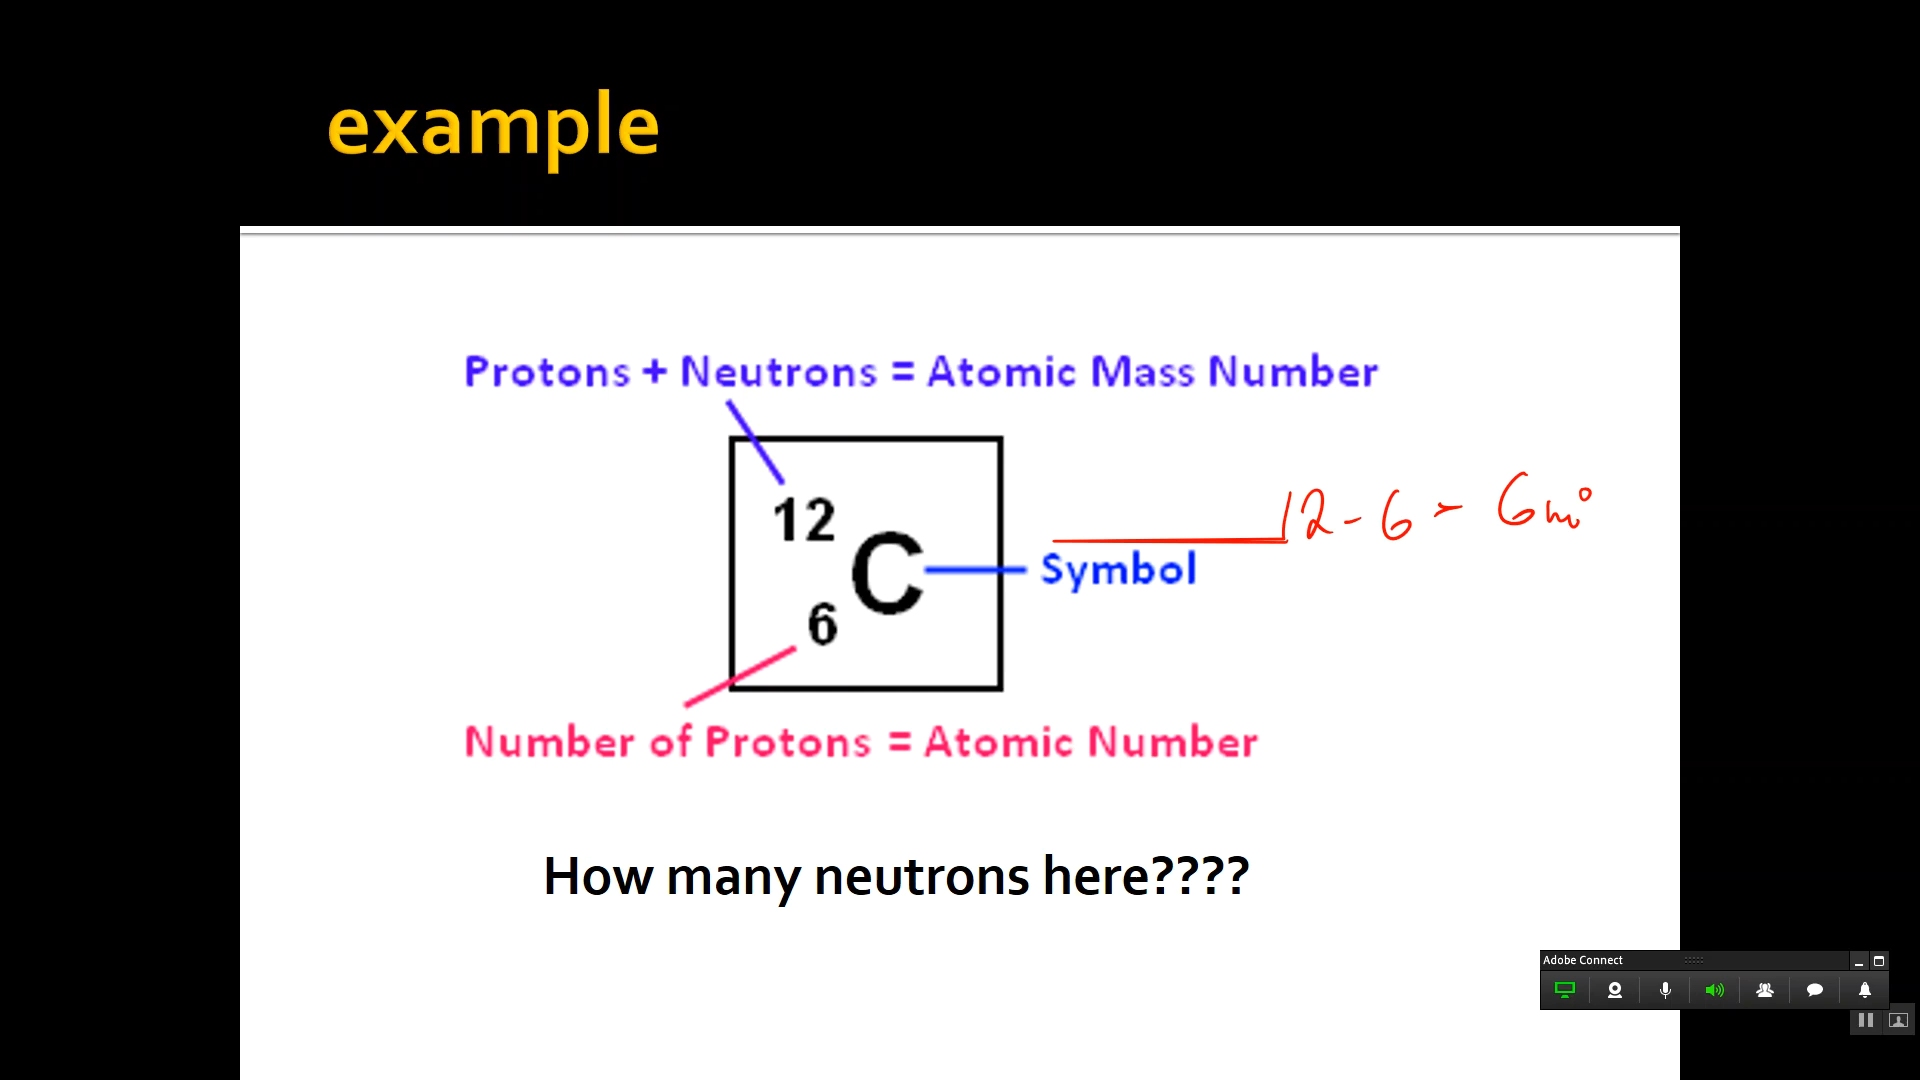 example
Protons + Neutrons = Atomic Mass Number
12
12 - 6 = 6 n°
C
Symbol
6
Number of Protons = Atomic Number
How many neutrons here????
Adobe Connect